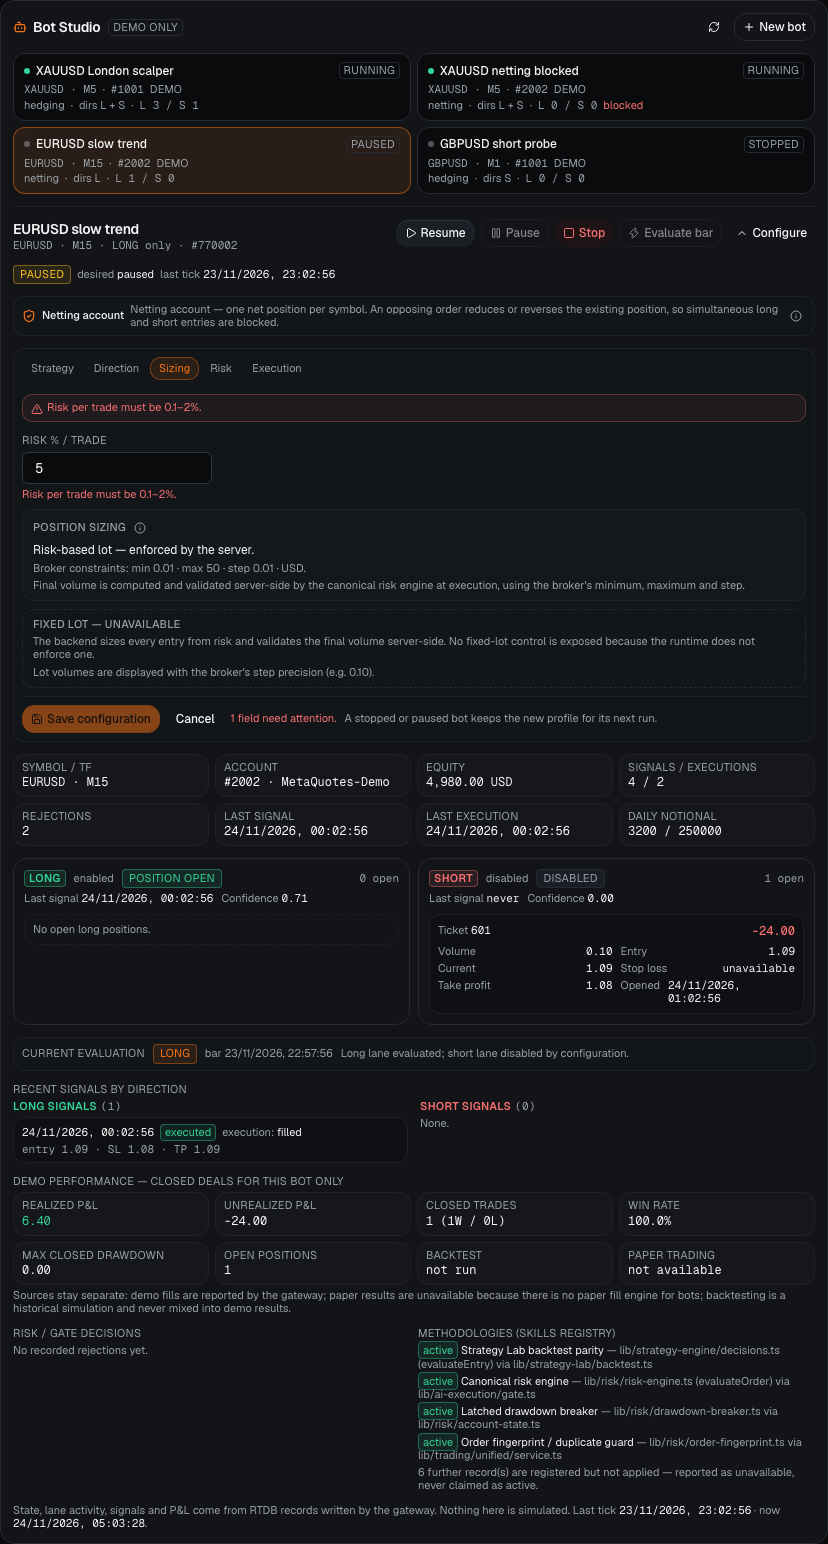 Bot Studio DEMO ONLY
New bot
XAUUSD London scalper RUNNING
XAUUSD · M5 · #1001 DEMO
hedging · dirs L + S · L 3 / S 1
XAUUSD netting blocked RUNNING
XAUUSD · M5 · #2002 DEMO
netting · dirs L + S · L 0 / S 0 blocked
EURUSD slow trend PAUSED
EURUSD · M15 · #2002 DEMO
netting · dirs L · L 1 / S 0
GBPUSD short probe STOPPED
GBPUSD · M1 · #1001 DEMO
hedging · dirs S · L 0 / S 0
EURUSD slow trend
EURUSD · M15 · LONG only · #770002
Resume Pause Stop Evaluate bar Configure
PAUSED desired paused last tick 23/11/2026, 23:02:56
Netting account Netting account — one net position per symbol. An opposing order reduces or reverses the existing position, so simultaneous long
and short entries are blocked.
Strategy Direction Sizing Risk Execution
Risk per trade must be 0.1–2%.
RISK % / TRADE
5
Risk per trade must be 0.1–2%.
POSITION SIZING
Risk-based lot — enforced by the server.
Broker constraints: min 0.01 · max 50 · step 0.01 · USD.
Final volume is computed and validated server-side by the canonical risk engine at execution, using the broker's minimum, maximum and step.
FIXED LOT — UNAVAILABLE
The backend sizes every entry from risk and validates the final volume server-side. No fixed-lot control is exposed because the runtime does not
enforce one.
Lot volumes are displayed with the broker's step precision (e.g. 0.10).
Save configuration Cancel 1 field need attention. A stopped or paused bot keeps the new profile for its next run.
SYMBOL / TF
EURUSD · M15
ACCOUNT
#2002 · MetaQuotes-Demo
EQUITY
4,980.00 USD
SIGNALS / EXECUTIONS
4 / 2
REJECTIONS
2
LAST SIGNAL
24/11/2026, 00:02:56
LAST EXECUTION
24/11/2026, 00:02:56
DAILY NOTIONAL
3200 / 250000
LONG enabled POSITION OPEN 0 open
Last signal 24/11/2026, 00:02:56 Confidence 0.71
No open long positions.
SHORT disabled DISABLED 1 open
Last signal never Confidence 0.00
Ticket 601 -24.00
Volume 0.10 Entry 1.09
Current 1.09 Stop loss unavailable
Take profit 1.08 Opened 24/11/2026,
01:02:56
CURRENT EVALUATION LONG bar 23/11/2026, 22:57:56 Long lane evaluated; short lane disabled by configuration.
RECENT SIGNALS BY DIRECTION
LONG SIGNALS (1)
24/11/2026, 00:02:56 executed execution: filled
entry 1.09 · SL 1.08 · TP 1.09
SHORT SIGNALS (0)
None.
DEMO PERFORMANCE — CLOSED DEALS FOR THIS BOT ONLY
REALIZED P&L
6.40
UNREALIZED P&L
-24.00
CLOSED TRADES
1 (1W / 0L)
WIN RATE
100.0%
MAX CLOSED DRAWDOWN
0.00
OPEN POSITIONS
1
BACKTEST
not run
PAPER TRADING
not available
Sources stay separate: demo fills are reported by the gateway; paper results are unavailable because there is no paper fill engine for bots; backtesting is a
historical simulation and never mixed into demo results.
RISK / GATE DECISIONS
No recorded rejections yet.
METHODOLOGIES (SKILLS REGISTRY)
active Strategy Lab backtest parity — lib/strategy-engine/decisions.ts
(evaluateEntry) via lib/strategy-lab/backtest.ts
active Canonical risk engine — lib/risk/risk-engine.ts (evaluateOrder) via
lib/ai-execution/gate.ts
active Latched drawdown breaker — lib/risk/drawdown-breaker.ts via
lib/risk/account-state.ts
active Order fingerprint / duplicate guard — lib/risk/order-fingerprint.ts via
lib/trading/unified/service.ts
6 further record(s) are registered but not applied — reported as unavailable,
never claimed as active.
State, lane activity, signals and P&L come from RTDB records written by the gateway. Nothing here is simulated. Last tick 23/11/2026, 23:02:56 · now
24/11/2026, 05:03:28.